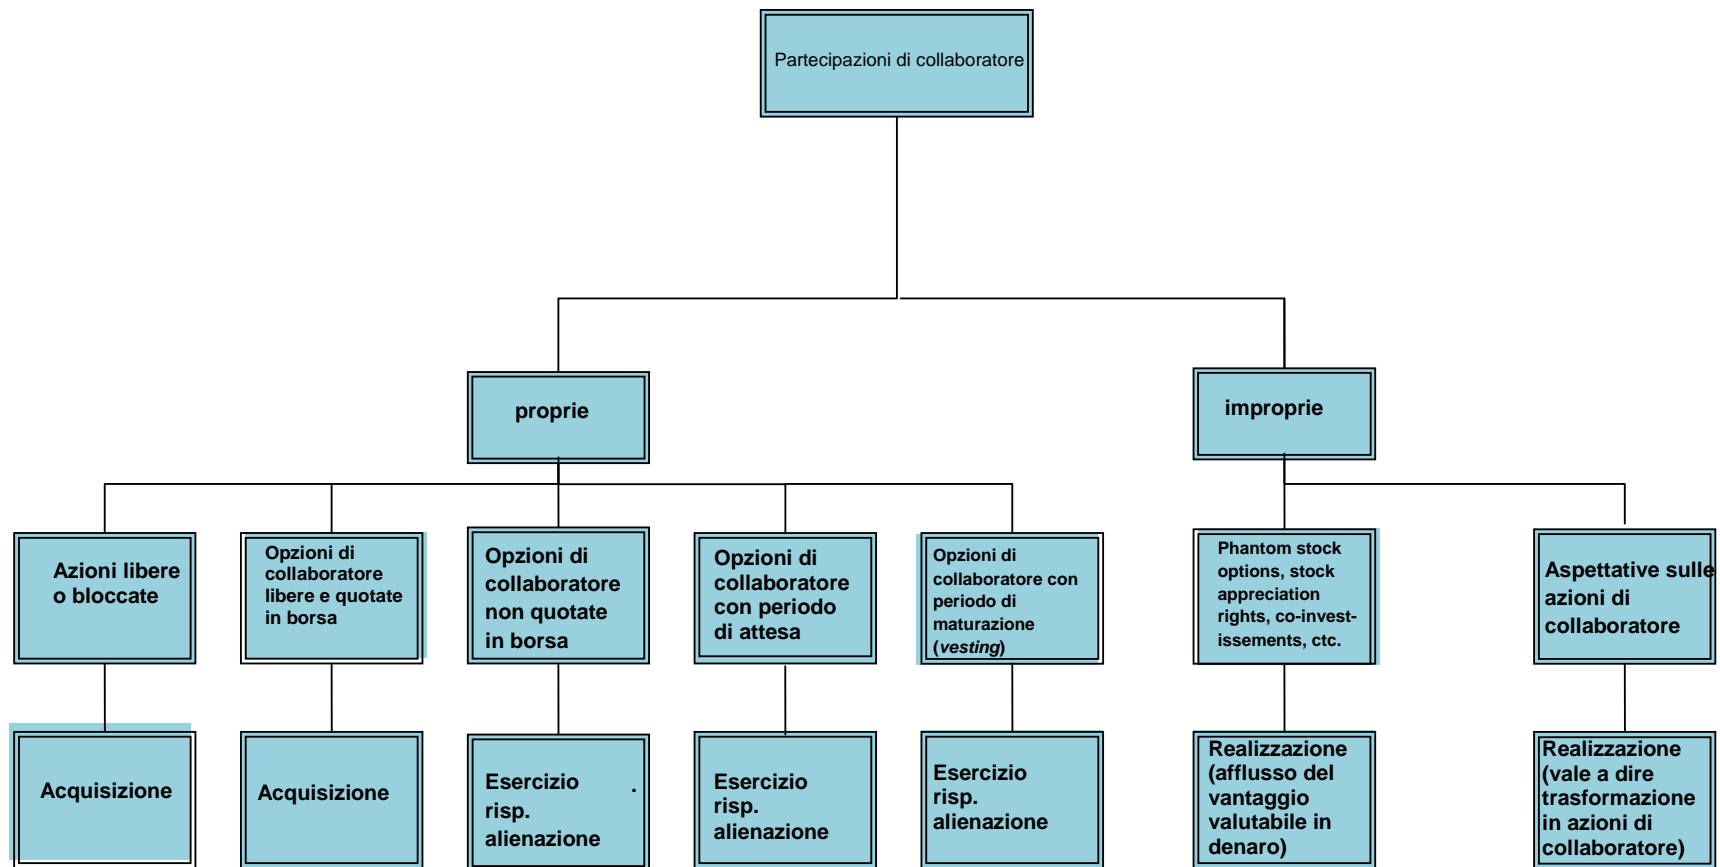 Partecipazioni di collaboratore
proprie
improprie
Azioni libere
o bloccate
Opzioni di
collaboratore
libere e quotate
in borsa
Opzioni di
collaboratore
non quotate
in borsa
Opzioni di
collaboratore
con periodo
di attesa
Opzioni di
collaboratore con
periodo di
maturazione
(vesting)
Phantom stock
options, stock
appreciation
rights, co-invest-
issements, ctc.
Aspettative sulle
azioni di
collaboratore
Acquisizione
Acquisizione
Esercizio .
risp.
alienazione
Esercizio
risp.
alienazione
Esercizio
risp.
alienazione
Realizzazione
(afflusso del
vantaggio
valutabile in
denaro)
Realizzazione
(vale a dire
trasformazione
in azioni di
collaboratore)